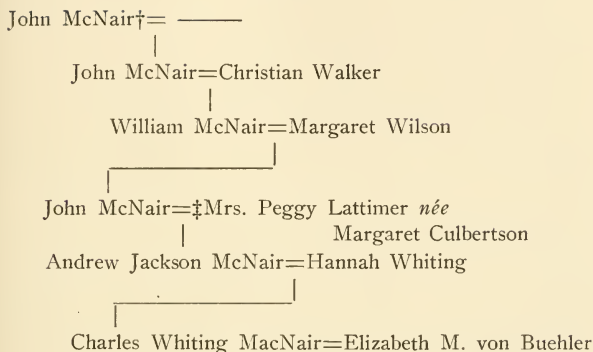 John McNair†= ———
John McNair=Christian Walker
William McNair=Margaret Wilson
John McNair=‡Mrs. Peggy Lattimer née
Margaret Culbertson
Andrew Jackson McNair=Hannah Whiting
Charles Whiting MacNair=Elizabeth M. von Buehler